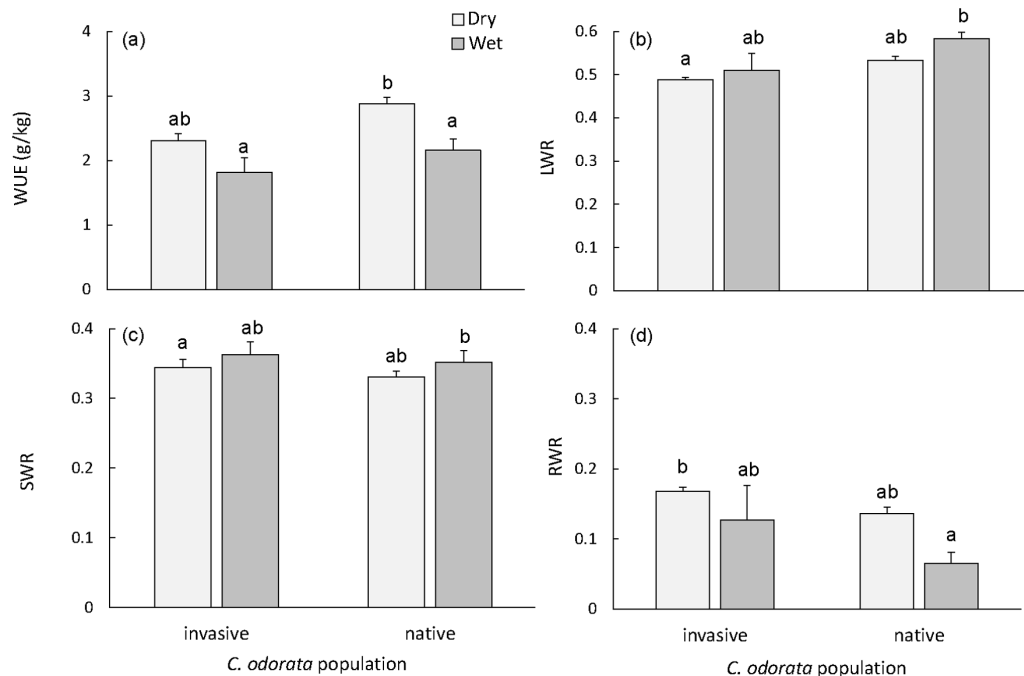 (a)
Dry
Wet
4
3
2
1
0
WUE (g/kg)
ab
a
b
a
(b)
0.6
0.5
0.4
0.3
0.2
0.1
0
LWR
a
ab
ab
b
(c)
0.4
0.3
0.2
0.1
0
SWR
a
ab
ab
b
invasive
native
C. odorata population
(d)
0.4
0.3
0.2
0.1
0
RWR
b
ab
ab
a
invasive
native
C. odorata population